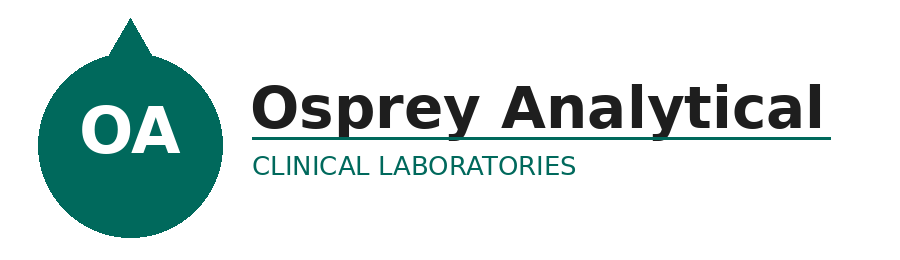 OA
Osprey Analytical
CLINICAL LABORATORIES